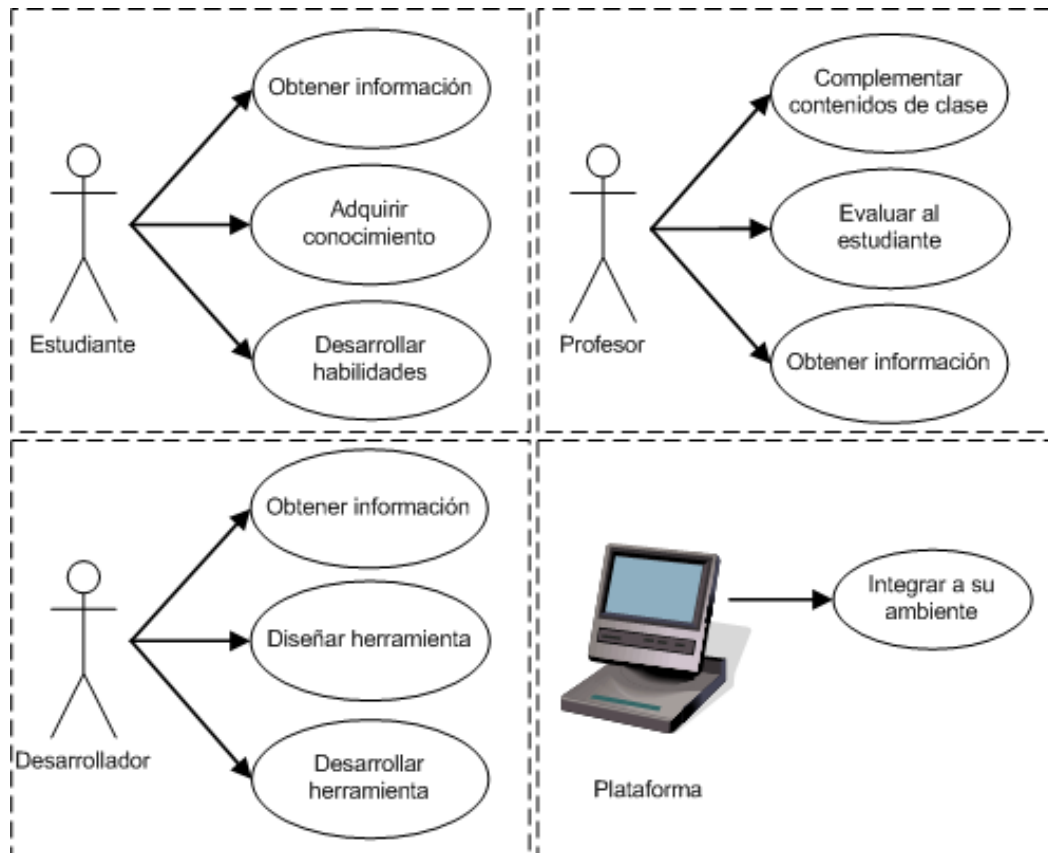 Obtener información
Adquirir
conocimiento
Desarrollar
habilidades
Estudiante
Complementar
contenidos de clase
Evaluar al
estudiante
Obtener información
Profesor
Obtener información
Diseñar herramienta
Desarrollar
herramienta
Desarrollador
Integrar a su
ambiente
Plataforma